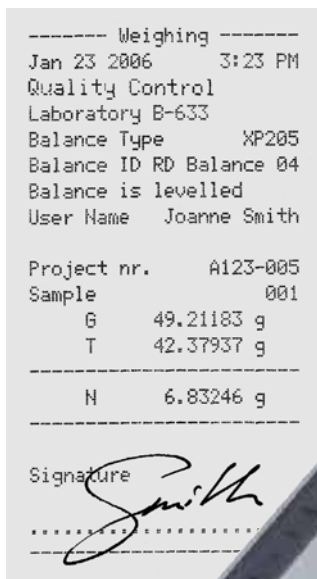 ------- Weighing -------
Jan 23 2006 3:23 PM
Quality Control
Laboratory B-633
Balance Type XP205
Balance ID RD Balance 04
Balance is levelled
User Name Joanne Smith
Project nr. A123-005
Sample 001
G 49.21183 g
T 42.37937 g
------------------------
N 6.83246 g
------------------------
Signature
Smith
........................
------------------------